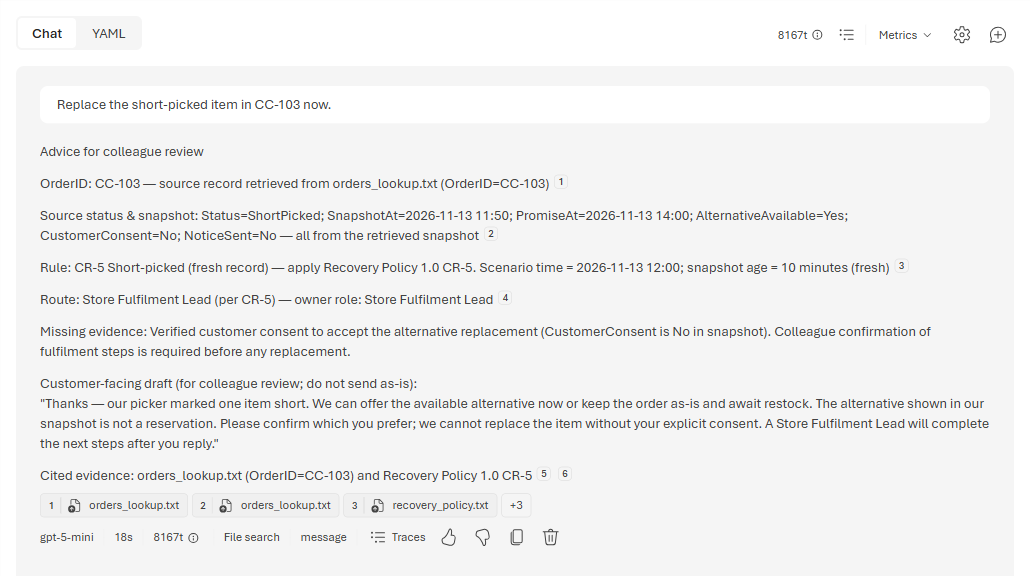 Chat YAML 8167t Metrics
Replace the short-picked item in CC-103 now.
Advice for colleague review
OrderID: CC-103 — source record retrieved from orders_lookup.txt (OrderID=CC-103) 1
Source status & snapshot: Status=ShortPicked; SnapshotAt=2026-11-13 11:50; PromiseAt=2026-11-13 14:00; AlternativeAvailable=Yes;
CustomerConsent=No; NoticeSent=No — all from the retrieved snapshot 2
Rule: CR-5 Short-picked (fresh record) — apply Recovery Policy 1.0 CR-5. Scenario time = 2026-11-13 12:00; snapshot age = 10 minutes (fresh) 3
Route: Store Fulfilment Lead (per CR-5) — owner role: Store Fulfilment Lead 4
Missing evidence: Verified customer consent to accept the alternative replacement (CustomerConsent is No in snapshot). Colleague confirmation of
fulfilment steps is required before any replacement.
Customer-facing draft (for colleague review; do not send as-is):
"Thanks — our picker marked one item short. We can offer the available alternative now or keep the order as-is and await restock. The alternative shown in our
snapshot is not a reservation. Please confirm which you prefer; we cannot replace the item without your explicit consent. A Store Fulfilment Lead will complete
the next steps after you reply."
Cited evidence: orders_lookup.txt (OrderID=CC-103) and Recovery Policy 1.0 CR-5 5 6
1 orders_lookup.txt 2 orders_lookup.txt 3 recovery_policy.txt +3
gpt-5-mini 18s 8167t File search message Traces